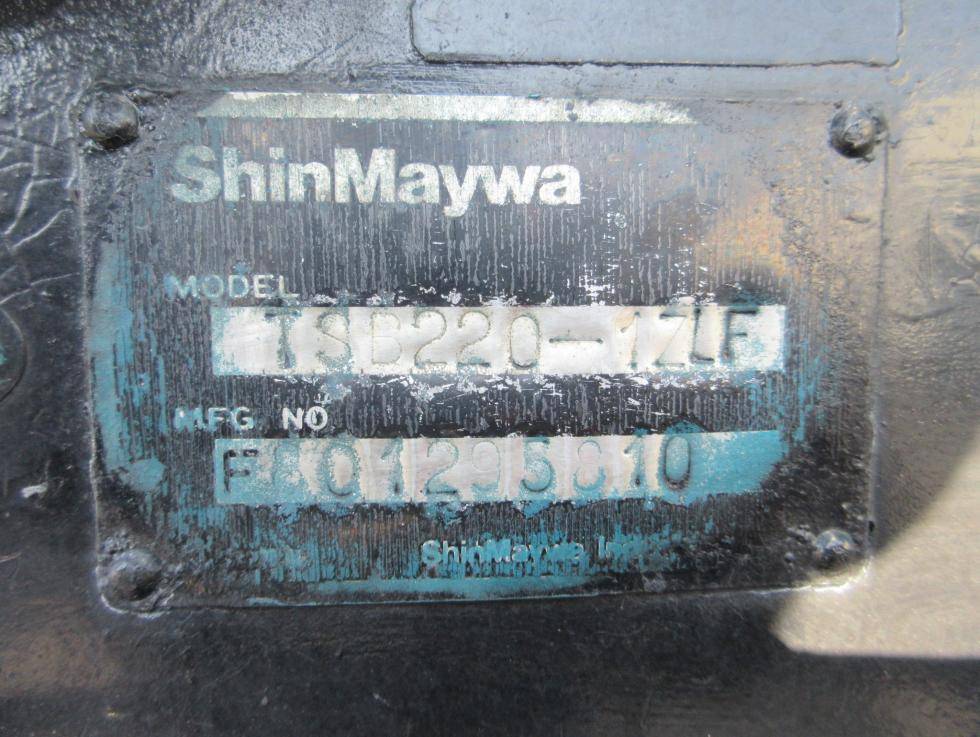 ShinMaywa
MODEL
TSB220-1ZLF
MFG NO
ShinMaywa